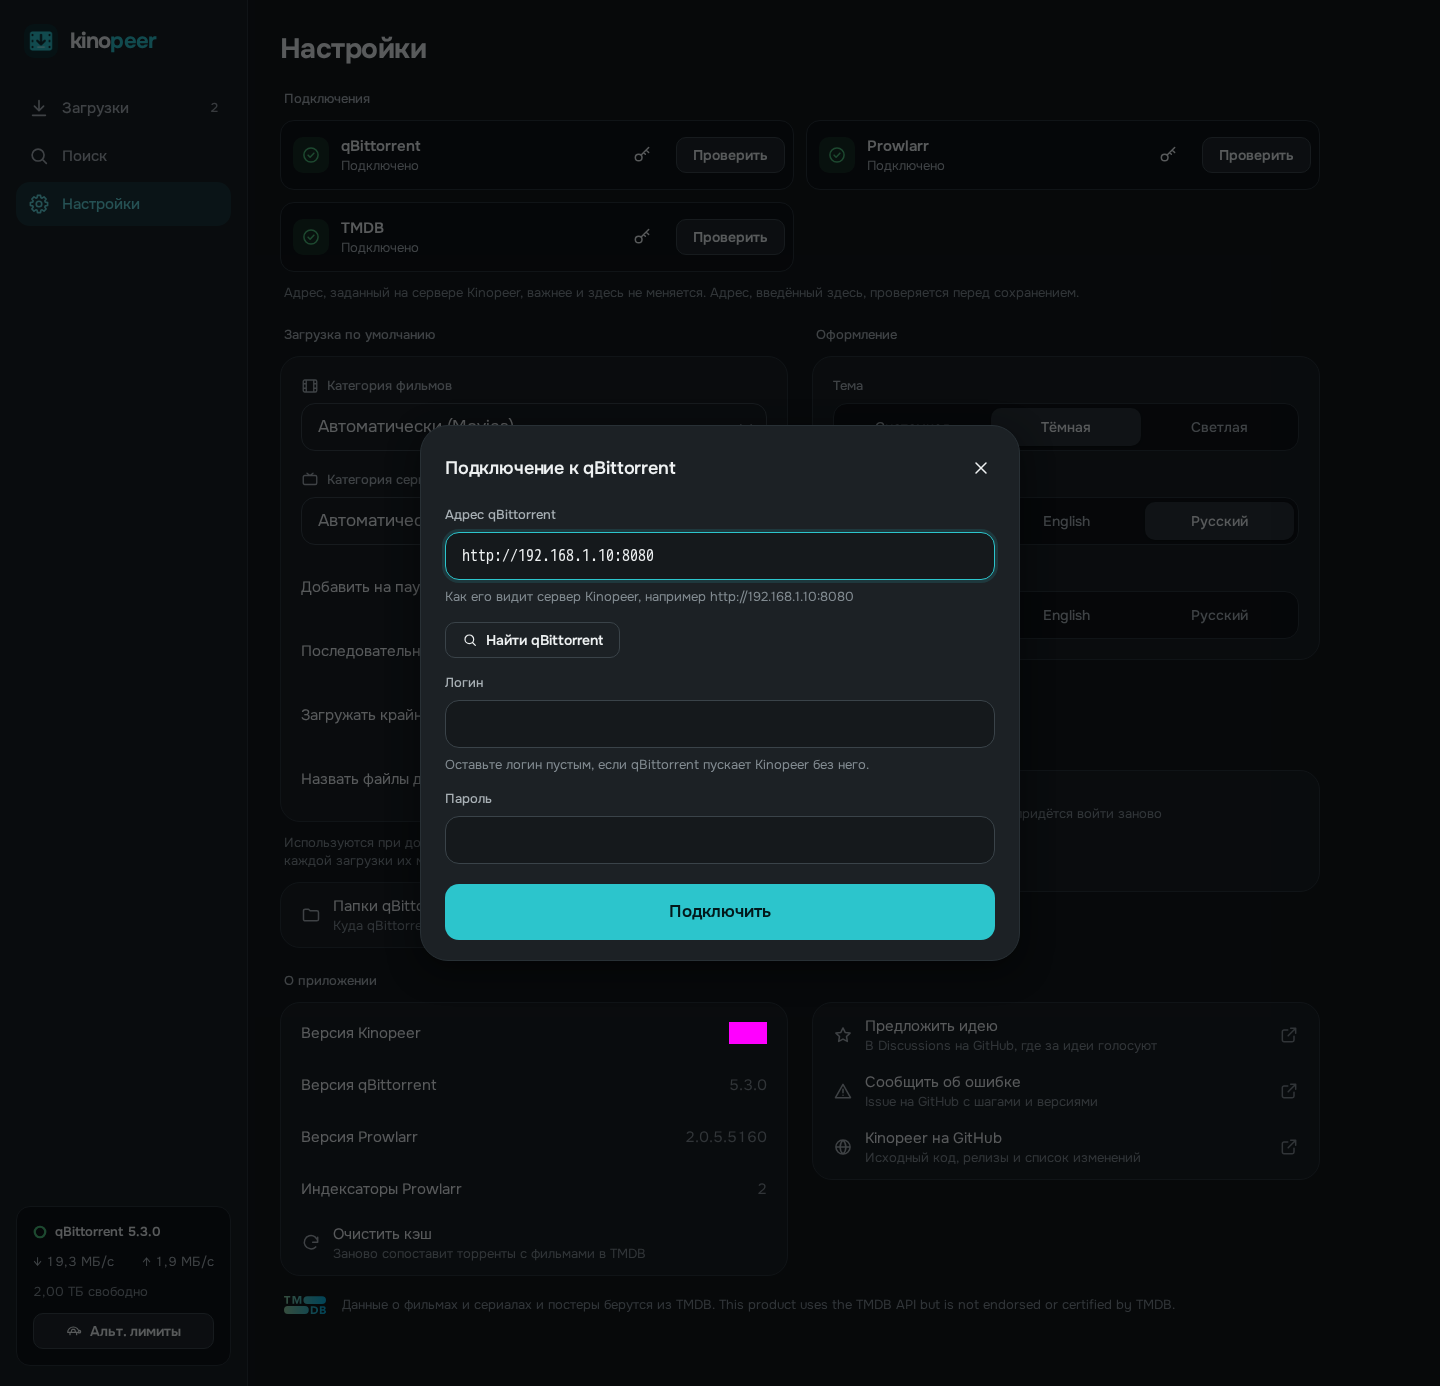 kinopeer
Загрузки 2
Поиск
Настройки
Настройки
Подключения
qBittorrent
Подключено
Проверить
Prowlarr
Подключено
Проверить
TMDB
Подключено
Проверить
Адрес, заданный на сервере Kinopeer, важнее и здесь не меняется. Адрес, введённый здесь, проверяется перед сохранением.
Загрузка по умолчанию
Оформление
Категория фильмов
Тема
Автоматически (Movies)
Тёмная
Светлая
Категория
Автоматичес
English
Русский
Добавить на
English
Русский
Последовательн
Загружать
Назвать файлы
придётся войти заново
Используются при
каждой загрузки их
Папки
Куда
Подключение к qBittorrent
Адрес qBittorrent
http://192.168.1.10:8080
Как его видит сервер Kinopeer, например http://192.168.1.10:8080
Найти qBittorrent
Логин
Оставьте логин пустым, если qBittorrent пускает Kinopeer без него.
Пароль
Подключить
О приложении
Версия Kinopeer
Версия qBittorrent 5.3.0
Версия Prowlarr 2.0.5.5160
Индексаторы Prowlarr 2
Очистить кэш
Заново сопоставит торренты с фильмами в TMDB
Предложить идею
В Discussions на GitHub, где за идеи голосуют
Сообщить об ошибке
Issue на GitHub с шагами и версиями
Kinopeer на GitHub
Исходный код, релизы и список изменений
TMDB
Данные о фильмах и сериалах и постеры берутся из TMDB. This product uses the TMDB API but is not endorsed or certified by TMDB.
qBittorrent 5.3.0
↓ 19,3 МБ/с ↑ 1,9 МБ/с
2,00 ТБ свободно
Альт. лимиты